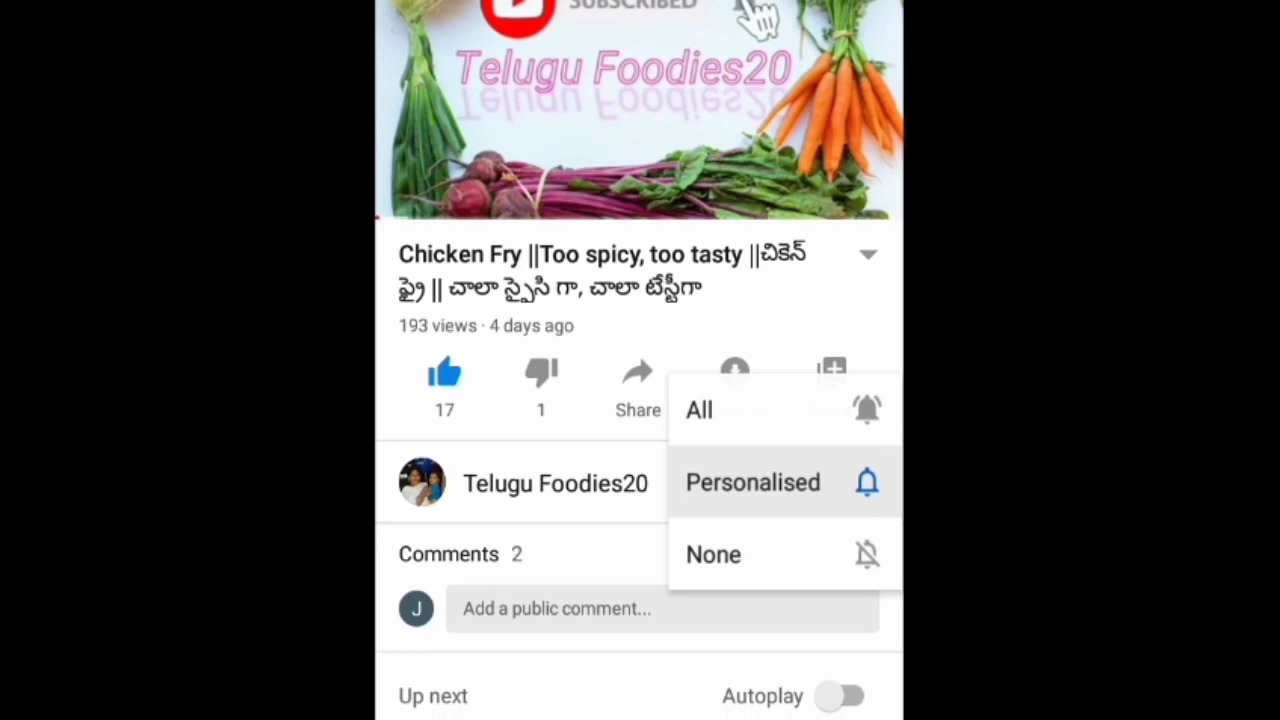 SUBSCRIBED
Telugu Foodies20
Chicken Fry ||Too spicy, too tasty ||చికెన్
ఫ్రై || చాలా స్పైసి గా, చాలా టేస్టీగా
193 views · 4 days ago
17
1
Share
All
Personalised
None
Telugu Foodies20
Comments 2
J
Add a public comment...
Up next
Autoplay